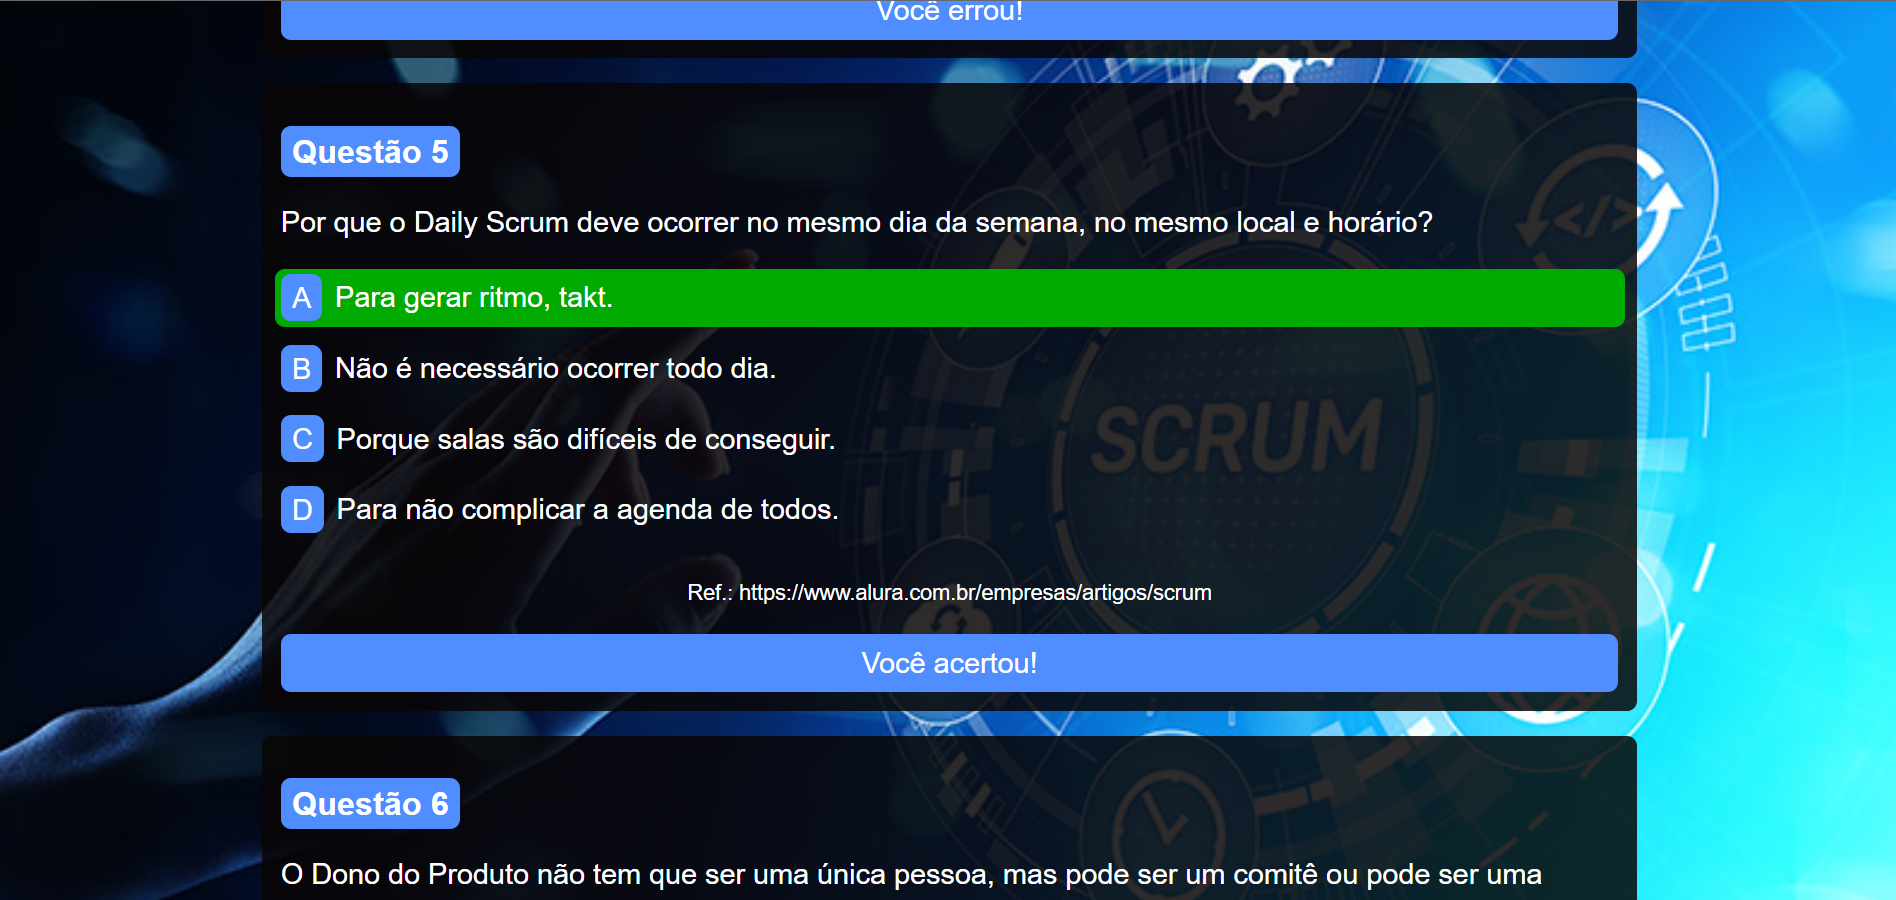 Você errou!
Questão 5
Por que o Daily Scrum deve ocorrer no mesmo dia da semana, no mesmo local e horário?
A Para gerar ritmo, takt.
B Não é necessário ocorrer todo dia.
C Porque salas são difíceis de conseguir.
D Para não complicar a agenda de todos.
SCRUM
Ref.: https://www.alura.com.br/empresas/artigos/scrum
Você acertou!
Questão 6
O Dono do Produto não tem que ser uma única pessoa, mas pode ser um comitê ou pode ser uma